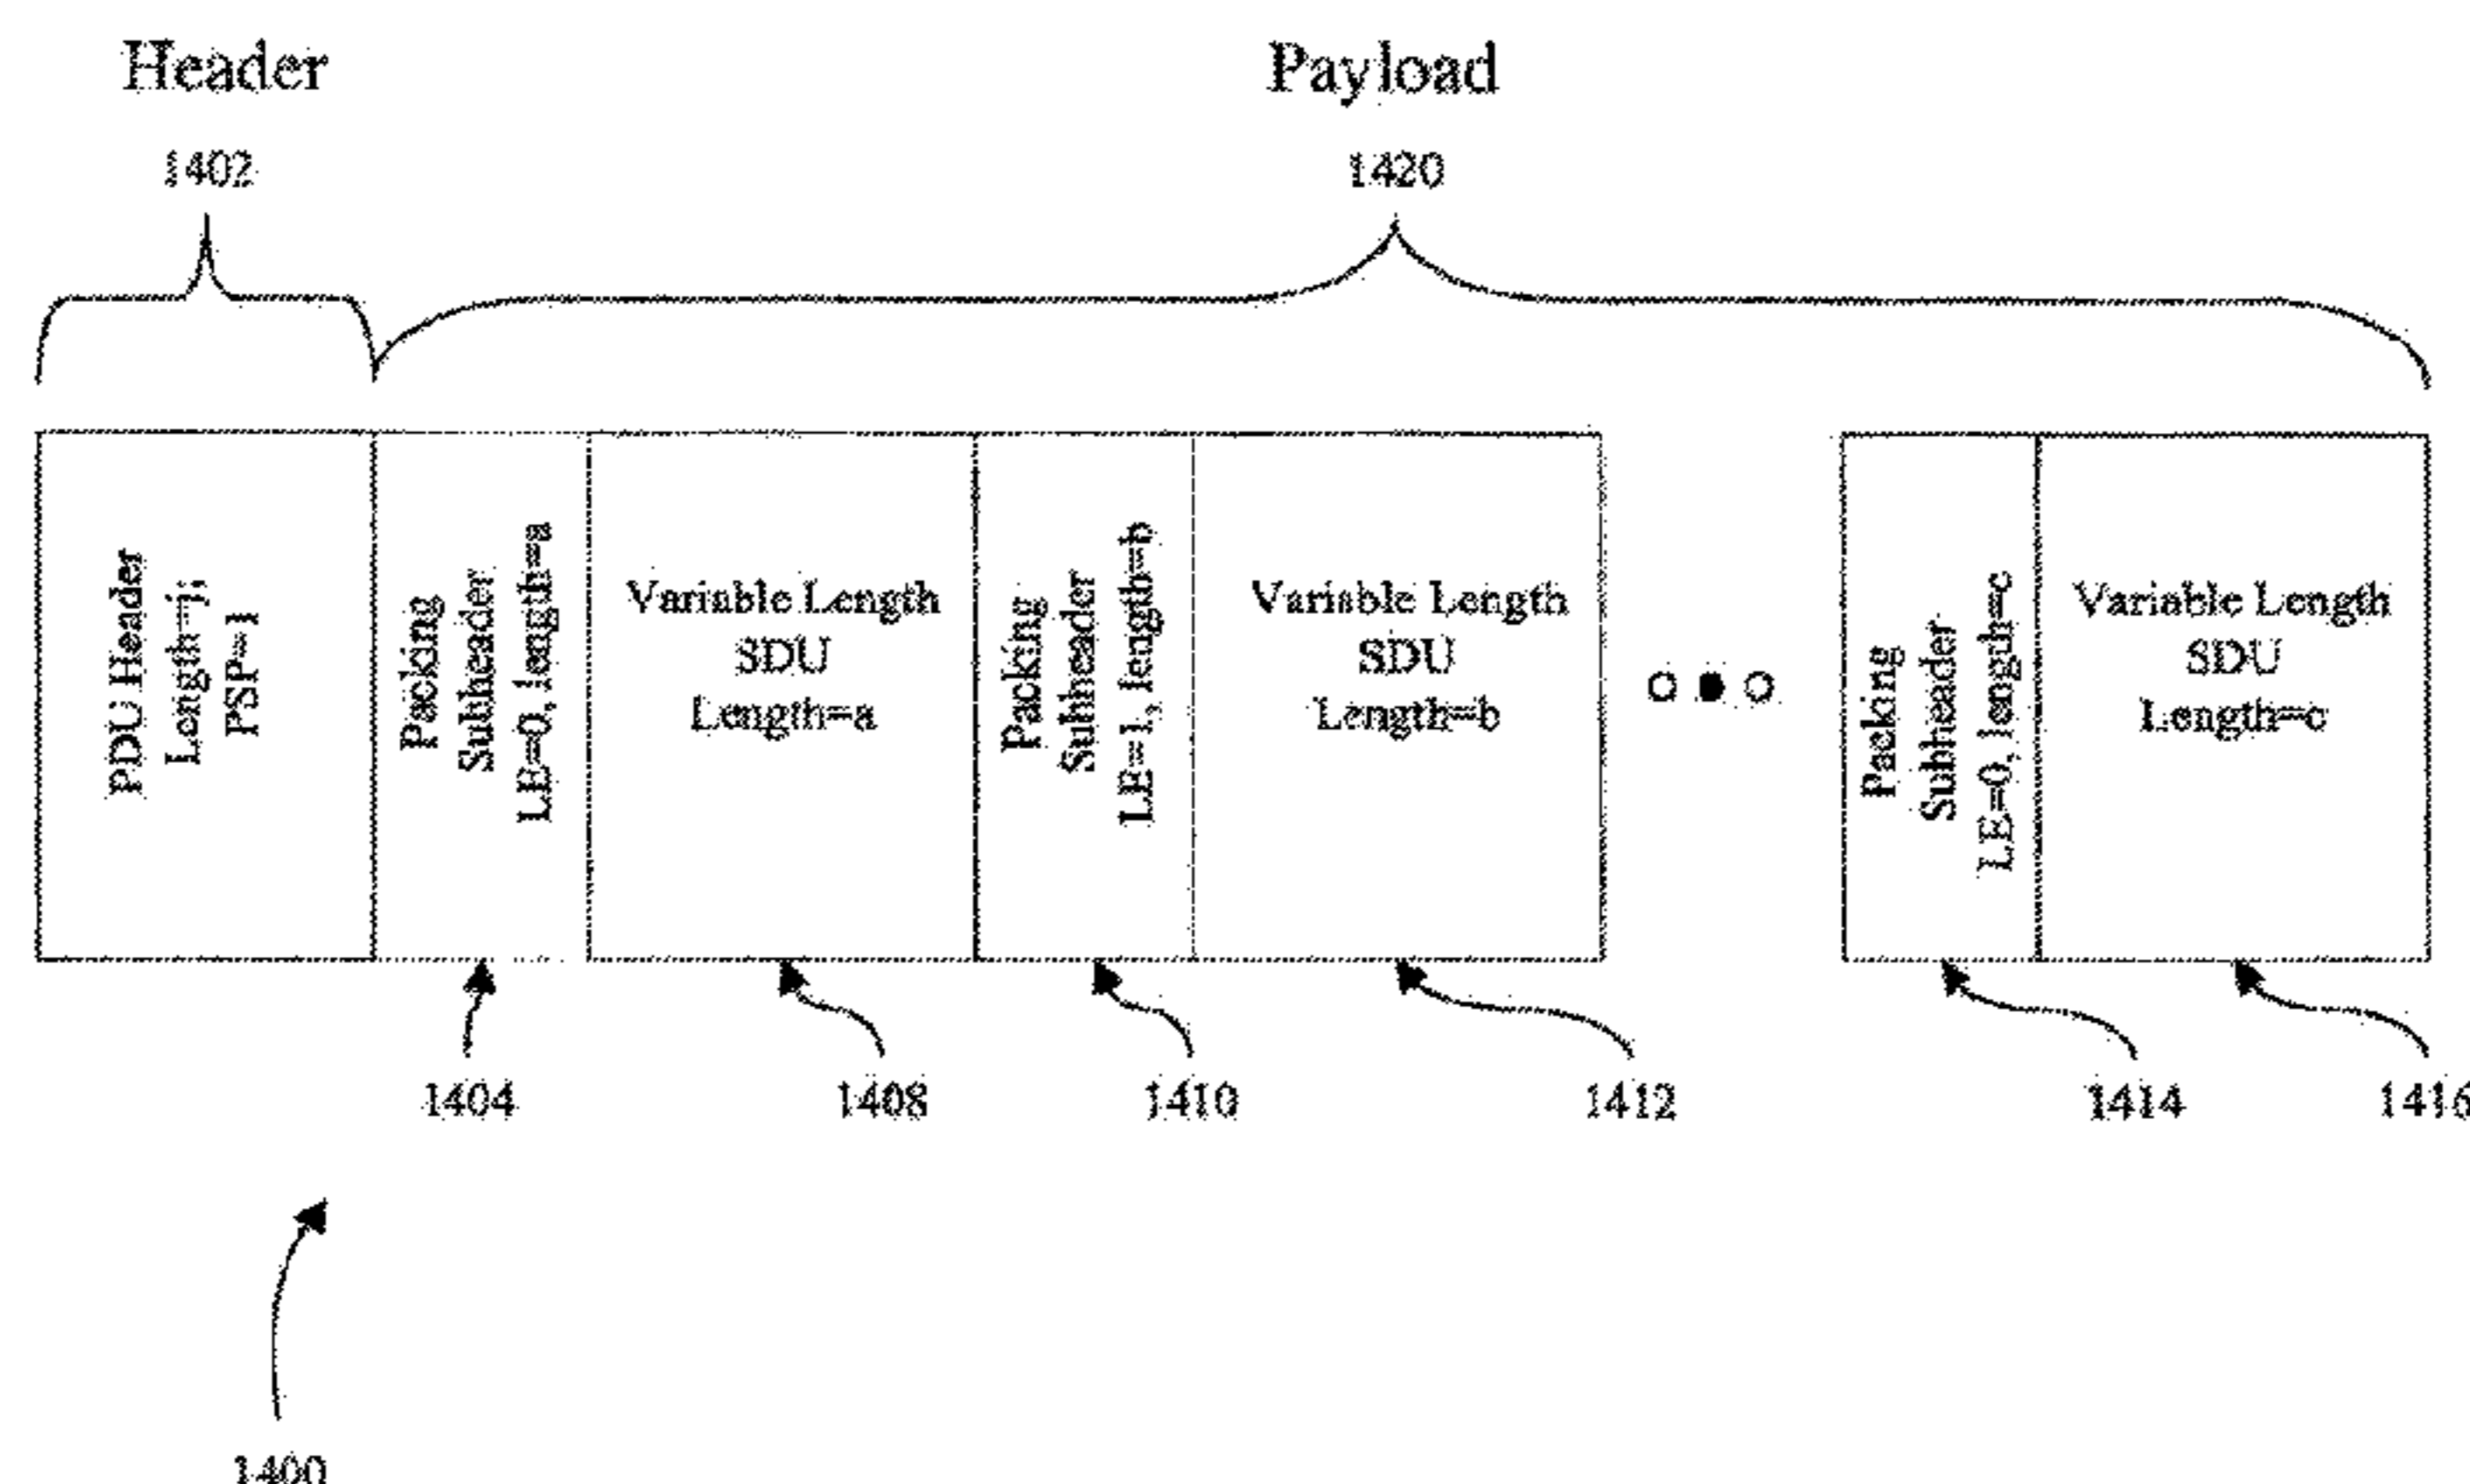 Header
Payload
1402
1420
PDU Header
Length=j;
PSP=1
Packing
Subheader
LE=0, length=a
Variable Length
SDU
Length=a
Packing
Subheader
LE=1, length=b
Variable Length
SDU
Length=b
Packing
Subheader
LE=0, length=c
Variable Length
SDU
Length=c
1404
1408
1410
1412
1414
1416
1400